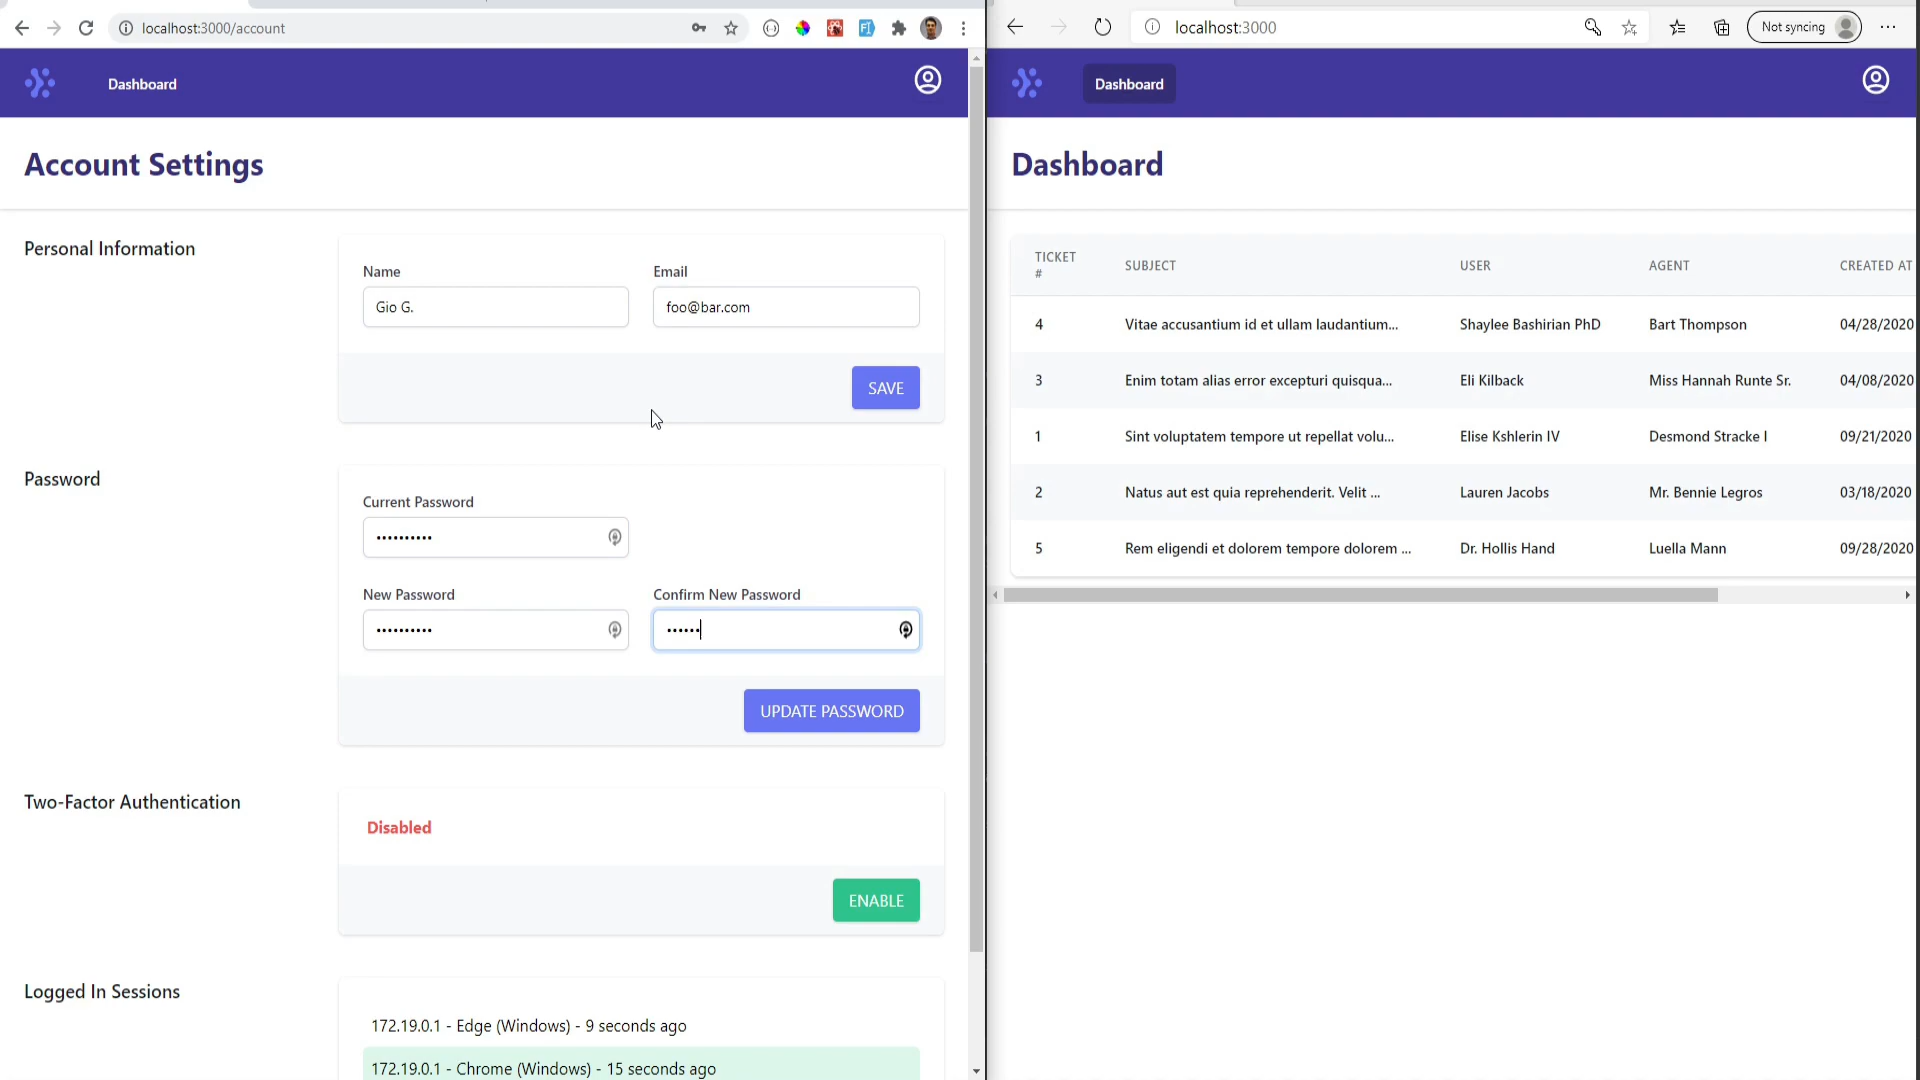 localhost:3000/account
Dashboard
Account Settings
Personal Information
Name
Email
Gio G.
foo@bar.com
SAVE
Password
Current Password
••••••••••
New Password
Confirm New Password
••••••••••
••••••
UPDATE PASSWORD
Two-Factor Authentication
Disabled
ENABLE
Logged In Sessions
172.19.0.1 - Edge (Windows) - 9 seconds ago
172.19.0.1 - Chrome (Windows) - 15 seconds ago
localhost:3000
Not syncing
Dashboard
Dashboard
TICKET # SUBJECT USER AGENT CREATED AT
4 Vitae accusantium id et ullam laudantium... Shaylee Bashirian PhD Bart Thompson 04/28/2020
3 Enim totam alias error excepturi quisqua... Eli Kilback Miss Hannah Runte Sr. 04/08/2020
1 Sint voluptatem tempore ut repellat volu... Elise Kshlerin IV Desmond Stracke I 09/21/2020
2 Natus aut est quia reprehenderit. Velit ... Lauren Jacobs Mr. Bennie Legros 03/18/2020
5 Rem eligendi et dolorem tempore dolorem ... Dr. Hollis Hand Luella Mann 09/28/2020